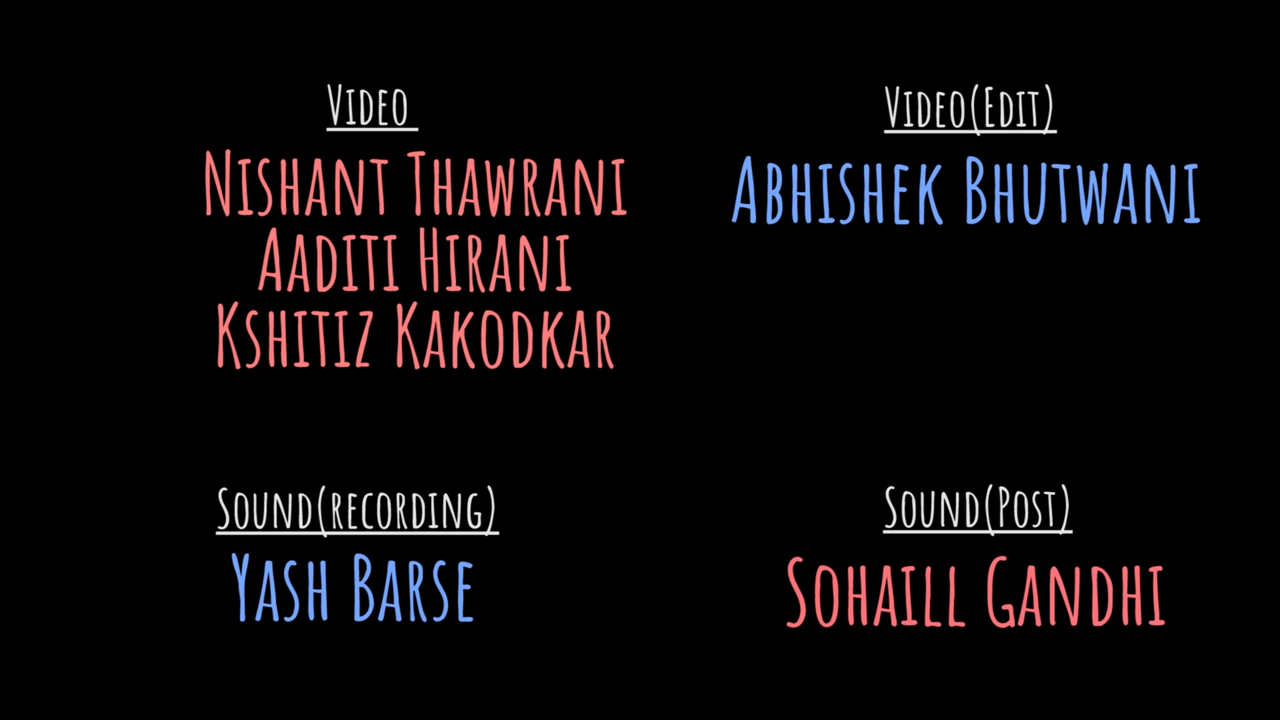 Video
Nishant Thawrani
Aaditi Hirani
Kshitiz Kakodkar
Video(Edit)
Abhishek Bhutwani
Sound(recording)
Yash Barse
Sound(Post)
Sohaill Gandhi